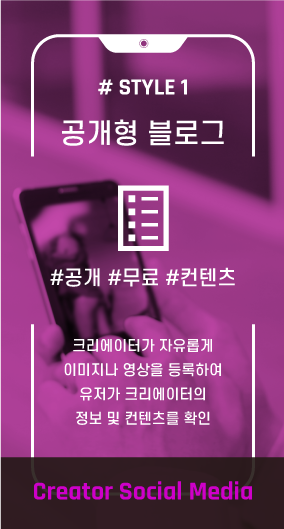 # STYLE 1
공개형 블로그
#공개 #무료 #컨텐츠
크리에이터가 자유롭게
이미지나 영상을 등록하여
유저가 크리에이터의
정보 및 컨텐츠를 확인
Creator Social Media